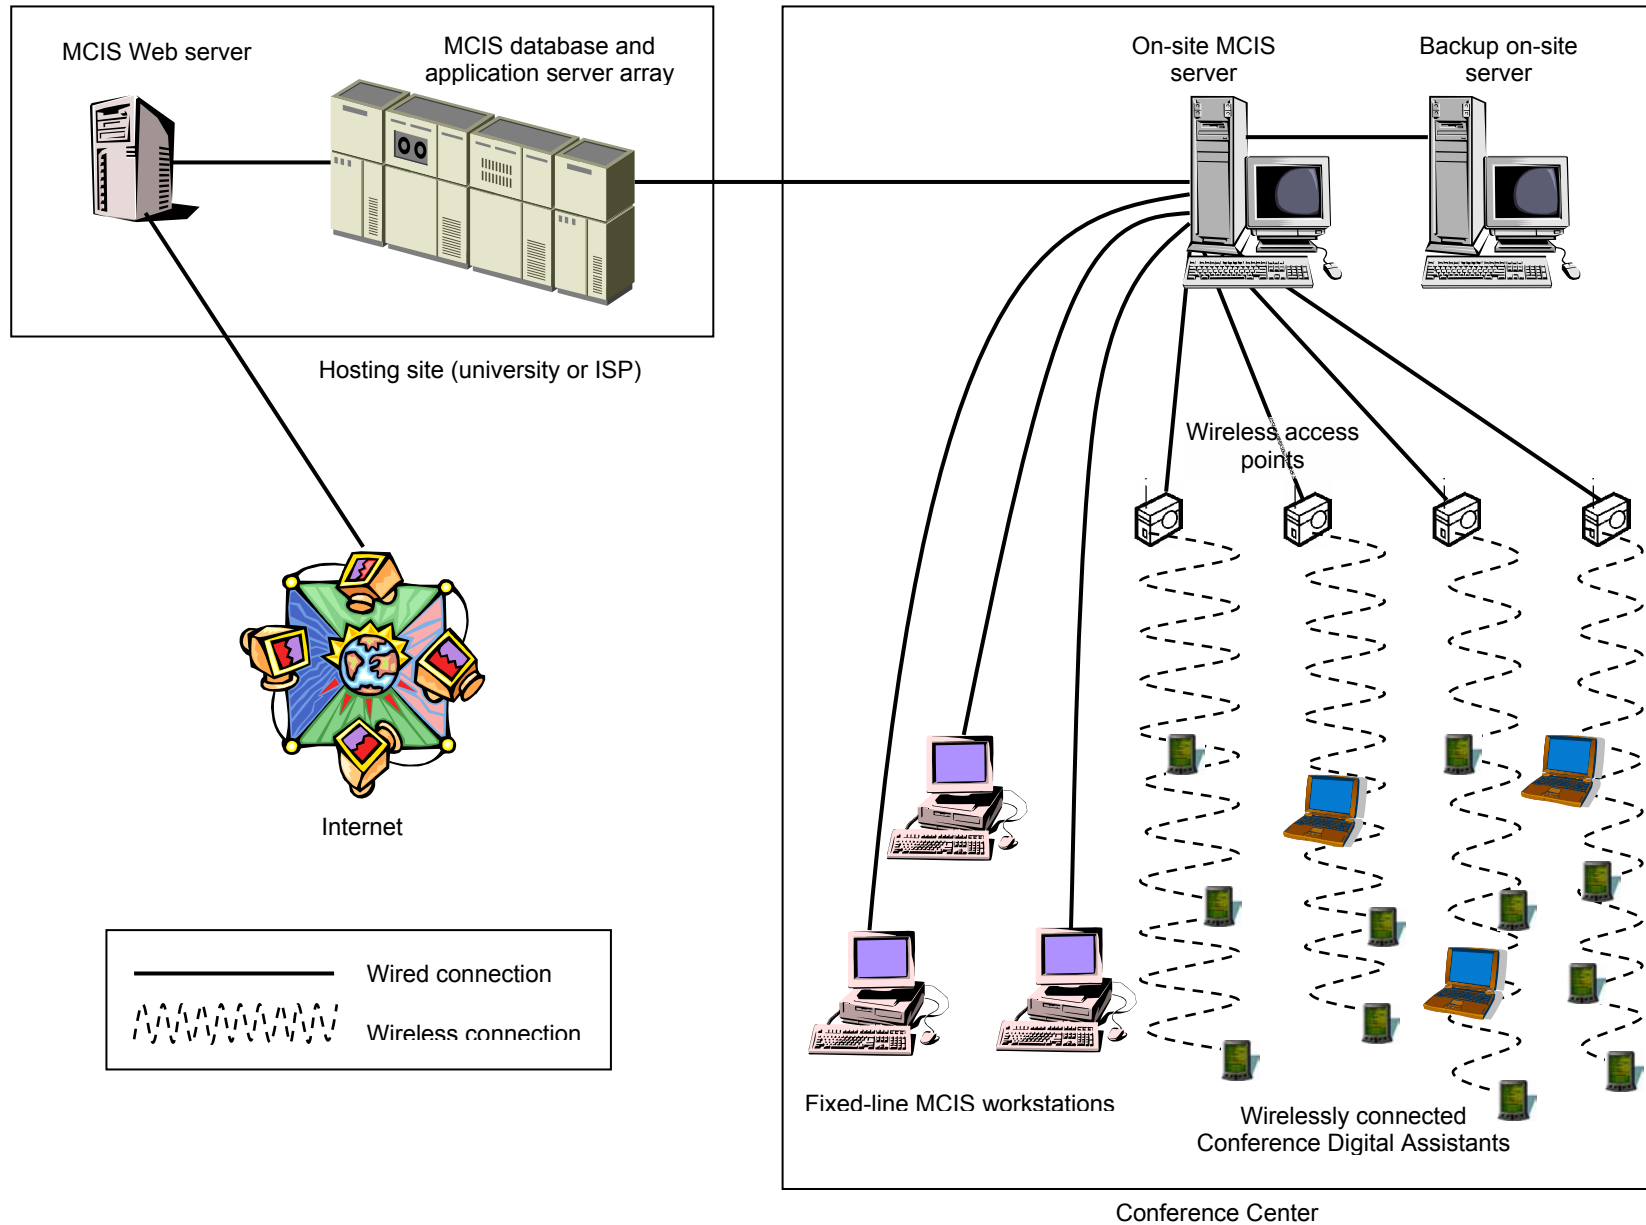 MCIS Web server
MCIS database and
application server array
On-site MCIS
server
Backup on-site
server
Hosting site (university or ISP)
Wireless access
points
Internet
Wired connection
Wireless connection
Fixed-line MCIS workstations
Wirelessly connected
Conference Digital Assistants
Conference Center